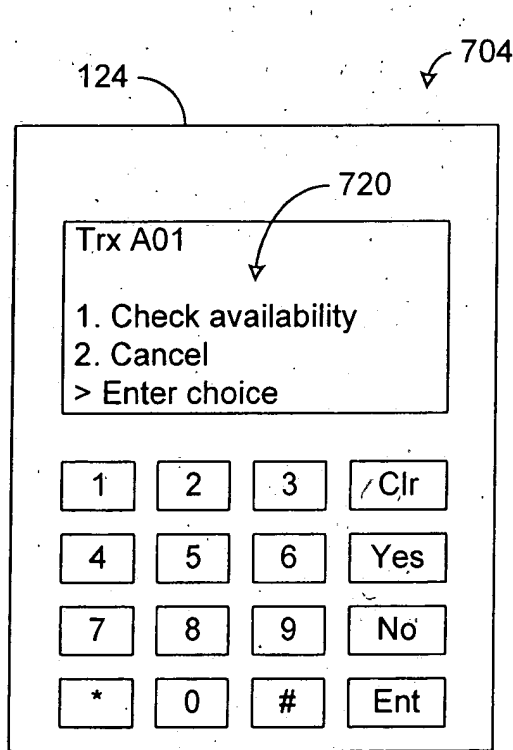 704
124
720
Trx A01
1. Check availability
2. Cancel
> Enter choice
1 2 3 Clr
4 5 6 Yes
7 8 9 No
* 0 # Ent